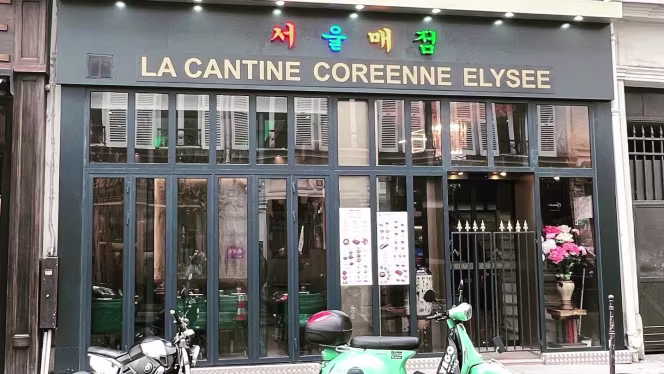 서울매점
LA CANTINE COREENNE ELYSEE